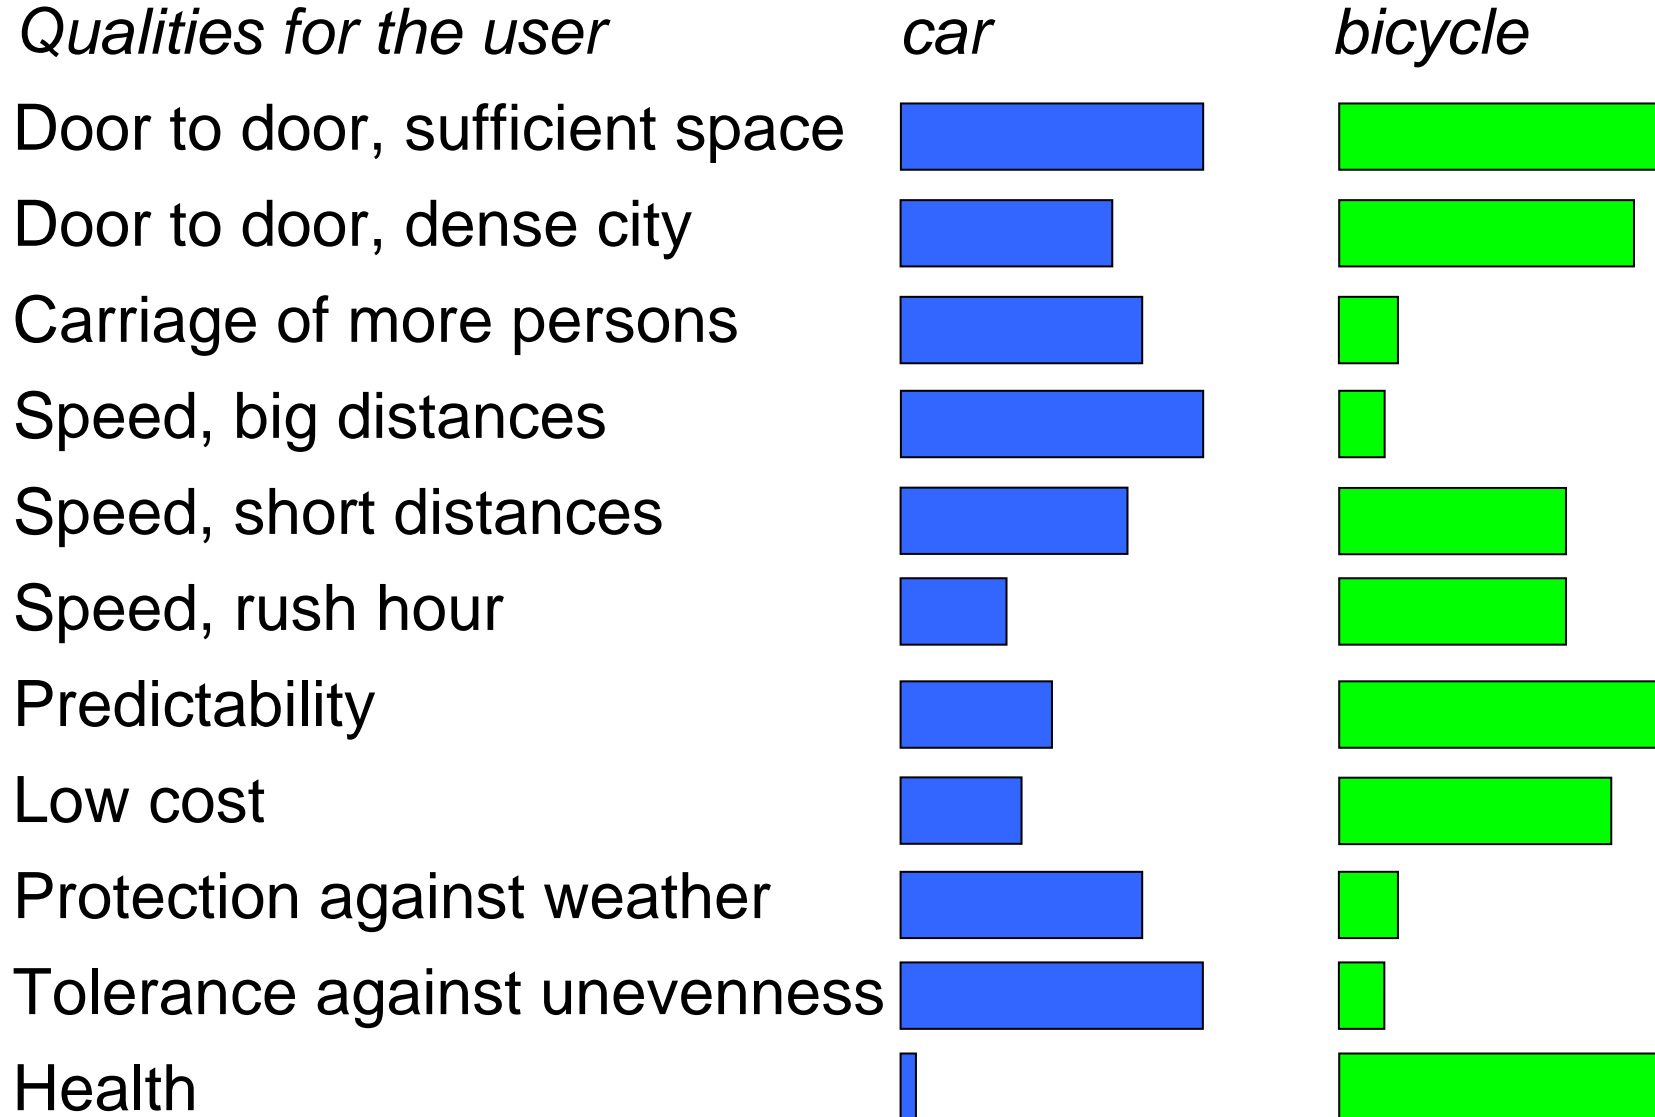 Qualities for the user car bicycle
Door to door, sufficient space
Door to door, dense city
Carriage of more persons
Speed, big distances
Speed, short distances
Speed, rush hour
Predictability
Low cost
Protection against weather
Tolerance against unevenness
Health